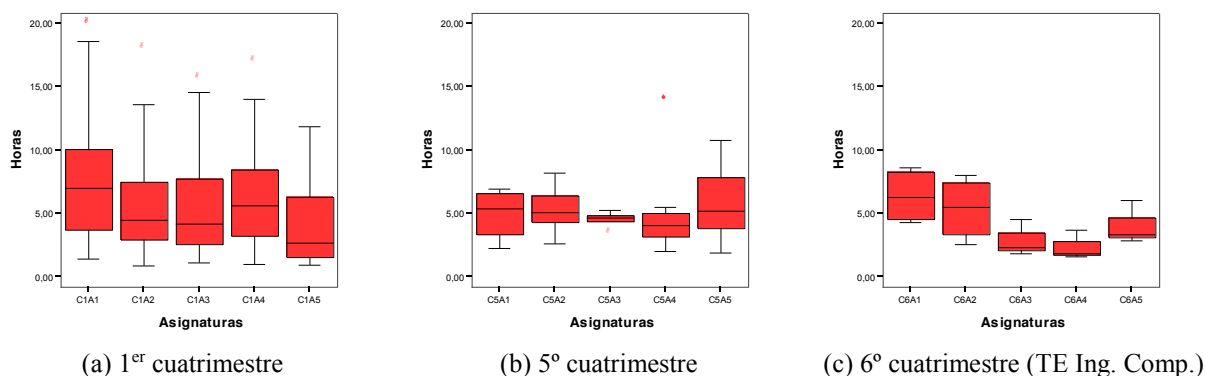 20,00
15,00
10,00
5,00
0,00
Horas
C1A1 C1A2 C1A3 C1A4 C1A5
Asignaturas
(a) 1er cuatrimestre
20,00
15,00
10,00
5,00
0,00
Horas
C5A1 C5A2 C5A3 C5A4 C5A5
Asignaturas
(b) 5º cuatrimestre
20,00
15,00
10,00
5,00
0,00
Horas
C6A1 C6A2 C6A3 C6A4 C6A5
Asignaturas
(c) 6º cuatrimestre (TE Ing. Comp.)